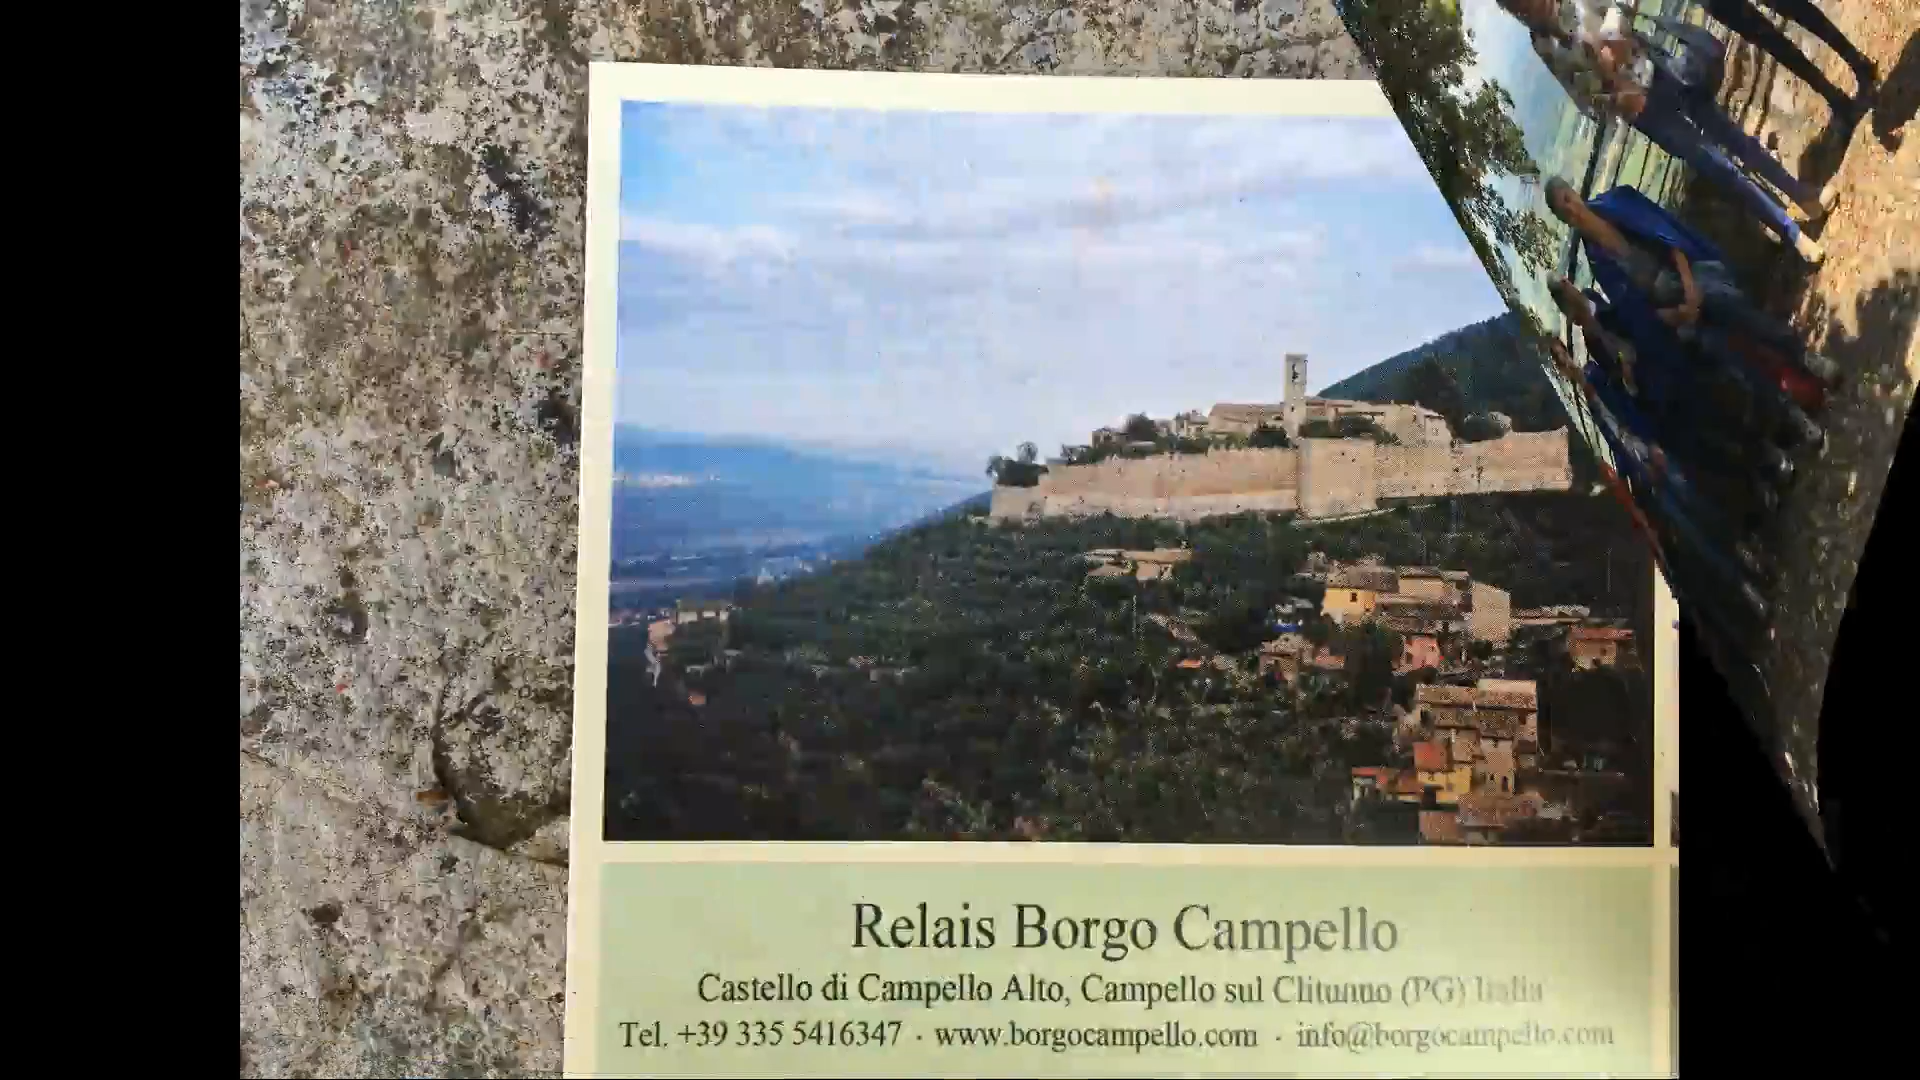 Relais Borgo Campello
Castello di Campello Alto, Campello sul Clitunno (PG) Italia
Tel. +39 335 5416347 · www.borgocampello.com · info@borgocampello.com